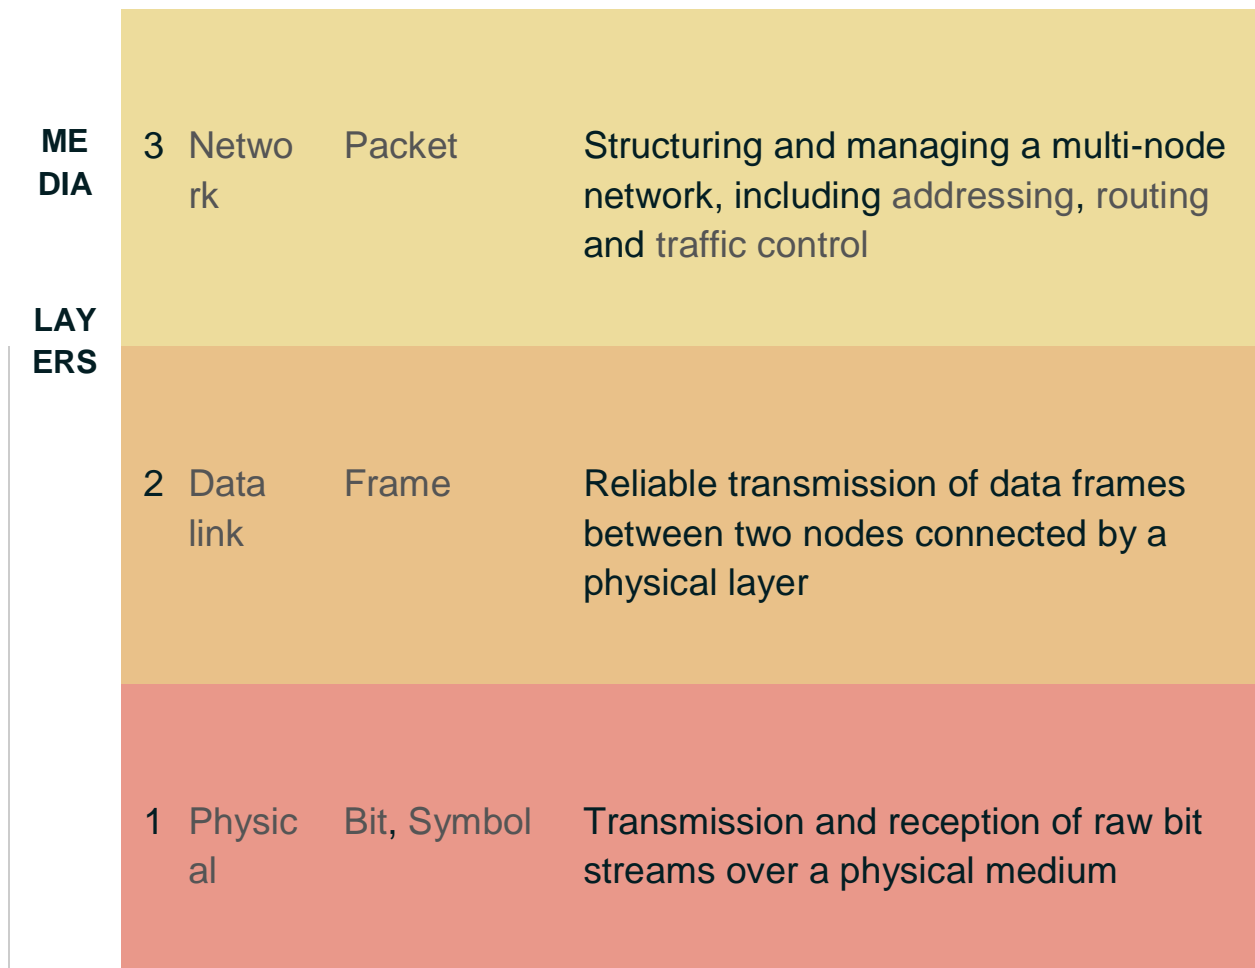 ME
DIA
LAY
ERS
3 Netwo Packet Structuring and managing a multi-node
rk network, including addressing, routing
and traffic control
2 Data Frame Reliable transmission of data frames
link between two nodes connected by a
physical layer
1 Physic Bit, Symbol Transmission and reception of raw bit
al streams over a physical medium